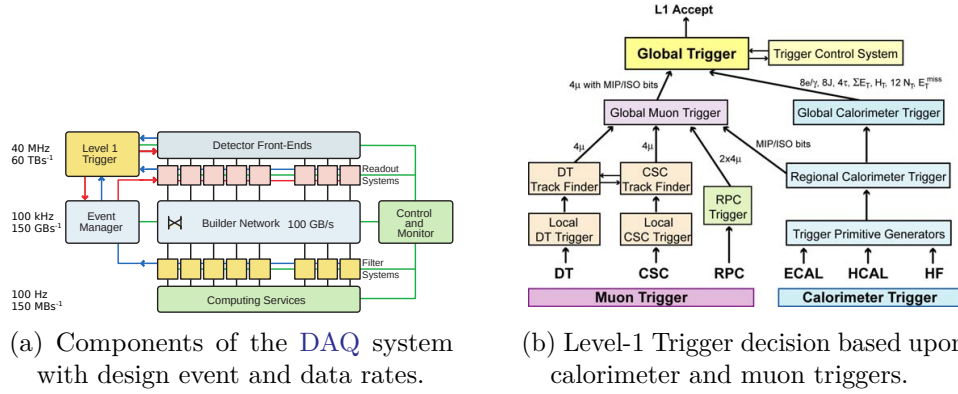 40 MHz
60 TBs-1
Level 1
Trigger
Detector Front-Ends
Readout
Systems
100 kHz
150 GBs-1
Event
Manager
Builder Network 100 GB/s
Control
and
Monitor
Filter
Systems
100 Hz
150 MBs-1
Computing Services
(a) Components of the DAQ system
with design event and data rates.
L1 Accept
Global Trigger
Trigger Control System
4μ with MIP/ISO bits
8e/γ, 8J, 4τ, ΣET, HT, 12 NT, ETmiss
Global Muon Trigger
Global Calorimeter Trigger
4μ
4μ
2x4μ
MIP/ISO
bits
DT
Track Finder
CSC
Track Finder
Regional Calorimeter Trigger
RPC
Trigger
Local
DT Trigger
Local
CSC Trigger
Trigger Primitive Generators
DT
CSC
RPC
ECAL
HCAL
HF
Muon Trigger
Calorimeter Trigger
(b) Level-1 Trigger decision based upon
calorimeter and muon triggers.